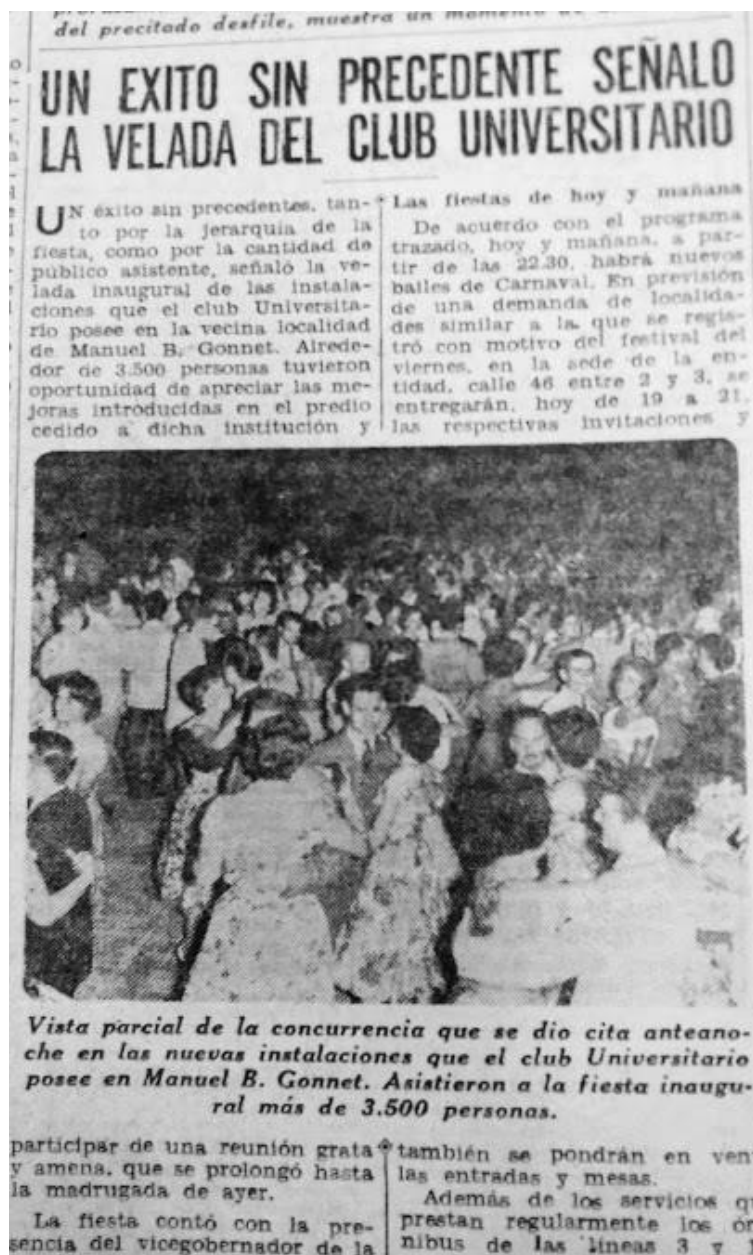 del precitado desfile, muestra un momento de
UN EXITO SIN PRECEDENTE SEÑALO
LA VELADA DEL CLUB UNIVERSITARIO
UN éxito sin precedentes, tan-
to por la jerarquía de la
fiesta, como por la cantidad de
público asistente, señaló la ve-
lada inaugural de las instala-
ciones que el club Universita-
rio posee en la vecina localidad
de Manuel B. Gonnet. Alrede-
dor de 3.500 personas tuvieron
oportunidad de apreciar las me-
joras introducidas en el predio
cedido a dicha institución y
Las fiestas de hoy y mañana
De acuerdo con el programa
trazado, hoy y mañana, a par-
tir de las 22.30, habrá nuevos
bailes de Carnaval. En previsión
de una demanda de localida-
des similar a la que se regis-
tró con motivo del festival del
viernes, en la sede de la en-
tidad, calle 46 entre 2 y 3, se
entregarán, hoy de 19 a 21,
las respectivas invitaciones y
Vista parcial de la concurrencia que se dio cita anteano-
che en las nuevas instalaciones que el club Universitario
posee en Manuel B. Gonnet. Asistieron a la fiesta inaugu-
ral más de 3.500 personas.
participar de una reunión grata
y amena, que se prolongó hasta
la madrugada de ayer.
La fiesta contó con la pre-
sencia del vicegobernador de la
también se pondrán en ven
las entradas y mesas.
Además de los servicios qu
prestan regularmente los óm
nibus de las líneas 3 y